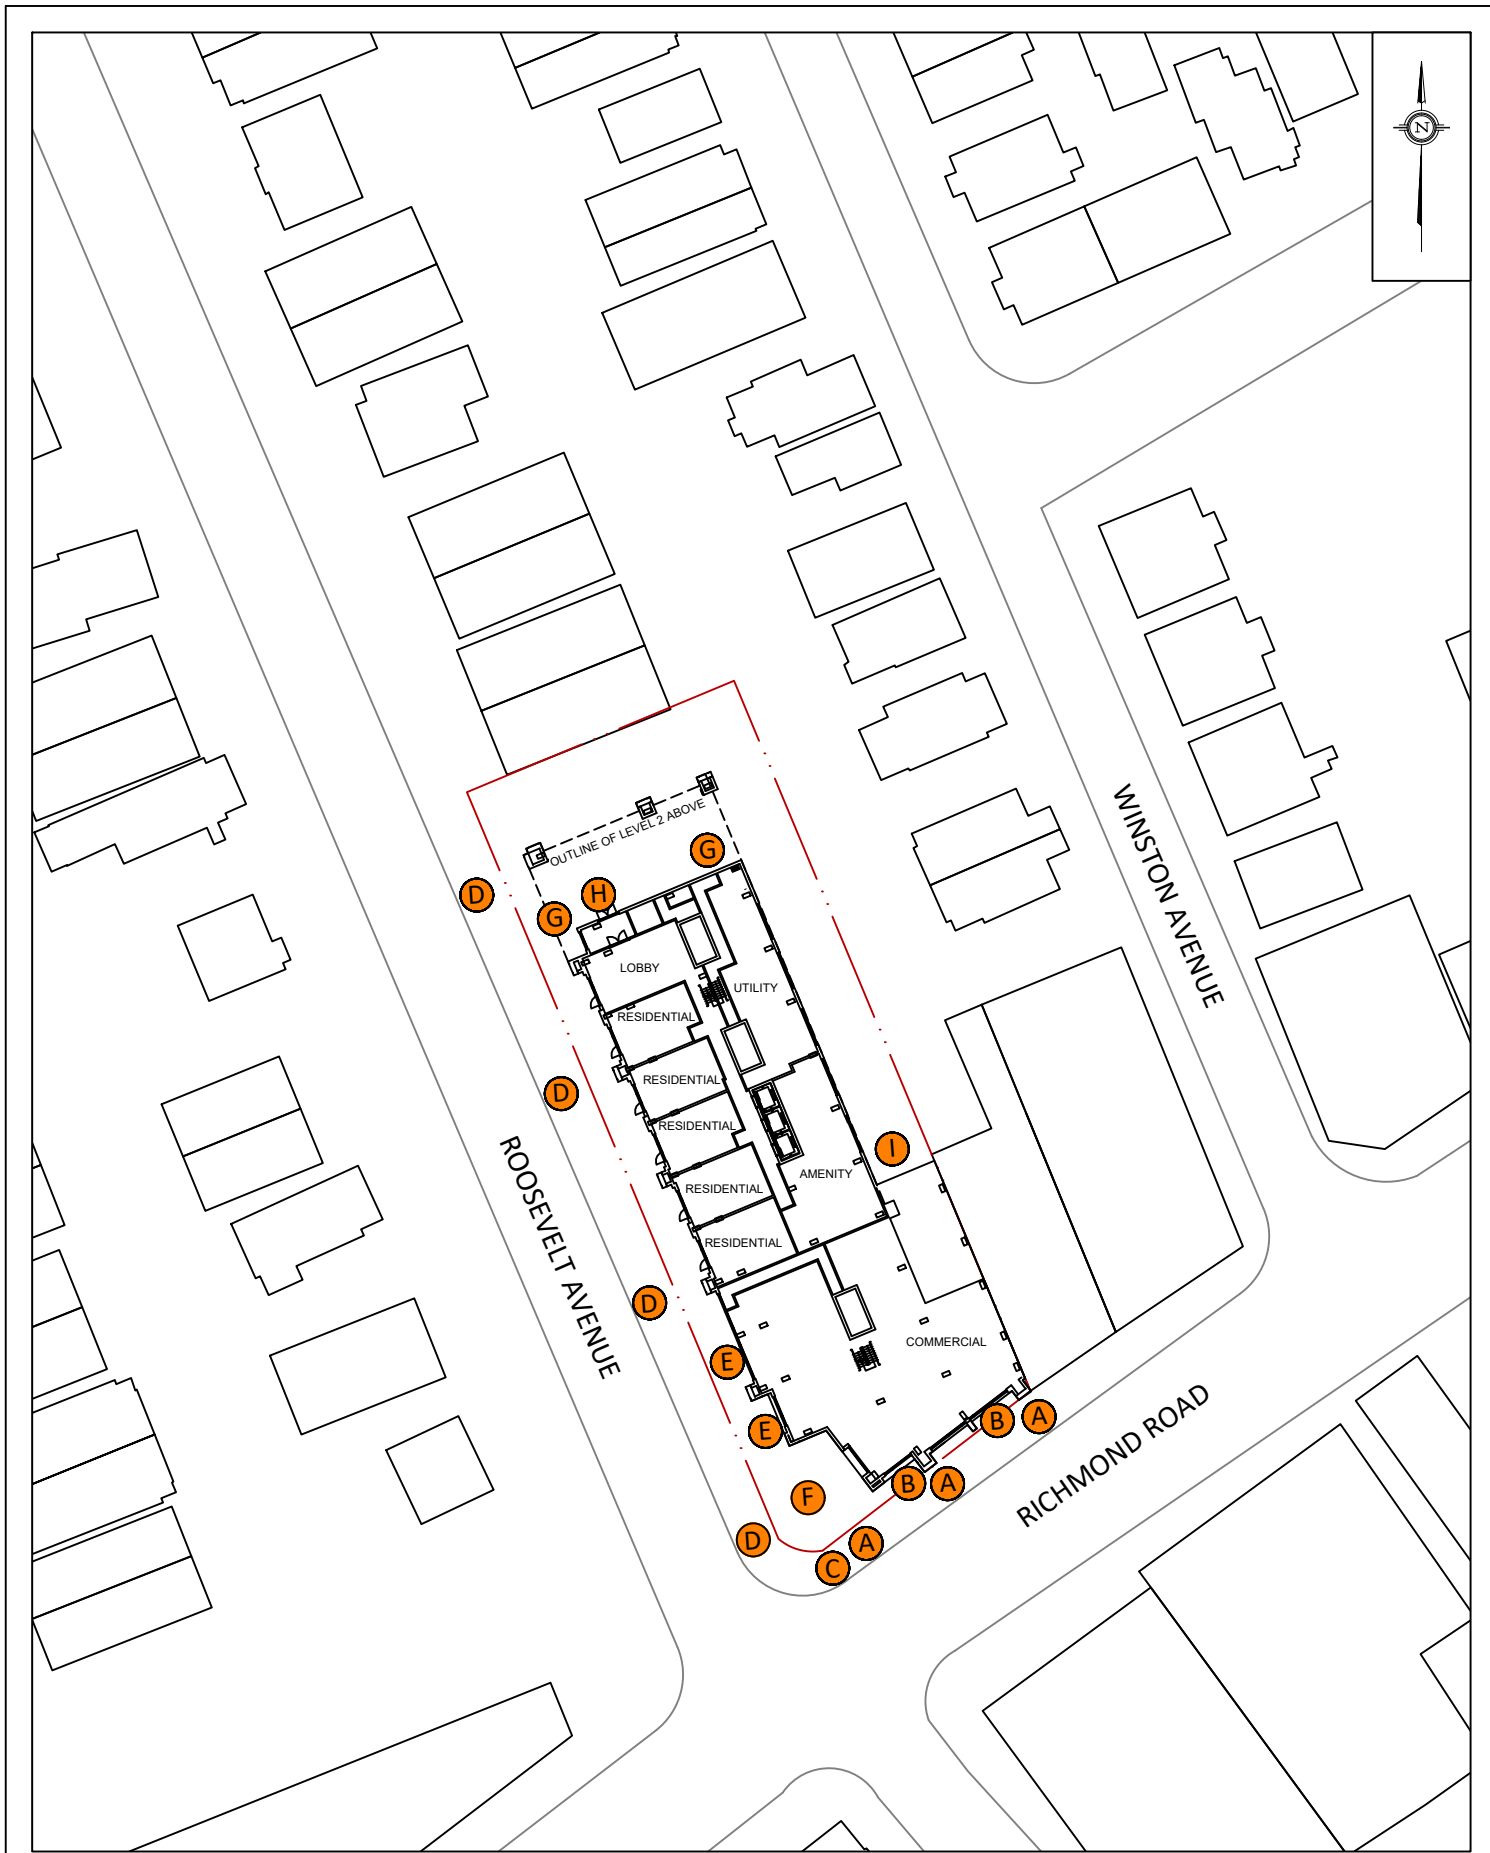 N
WINSTON AVENUE
OUTLINE OF LEVEL 2 ABOVE
G
D
H
G
LOBBY
UTILITY
RESIDENTIAL
RESIDENTIAL
D
RESIDENTIAL
I
AMENITY
RESIDENTIAL
ROOSEVELT AVENUE
RESIDENTIAL
D
COMMERCIAL
E
RICHMOND ROAD
B
A
E
B
A
F
D
A
C